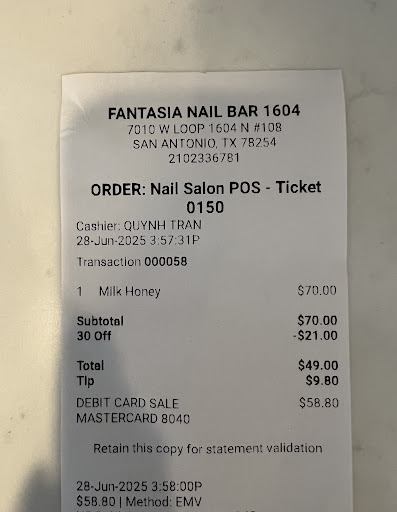 FANTASIA NAIL BAR 1604
7010 W LOOP 1604 N #108
SAN ANTONIO, TX 78254
2102336781
ORDER: Nail Salon POS - Ticket
0150
Cashier: QUYNH TRAN
28-Jun-2025 3:57:31P
Transaction 000058
1 Milk Honey $70.00
Subtotal $70.00
30 Off -$21.00
Total $49.00
Tip $9.80
DEBIT CARD SALE $58.80
MASTERCARD 8040
Retain this copy for statement validation
28-Jun-2025 3:58:00P
$58.80 | Method: EMV